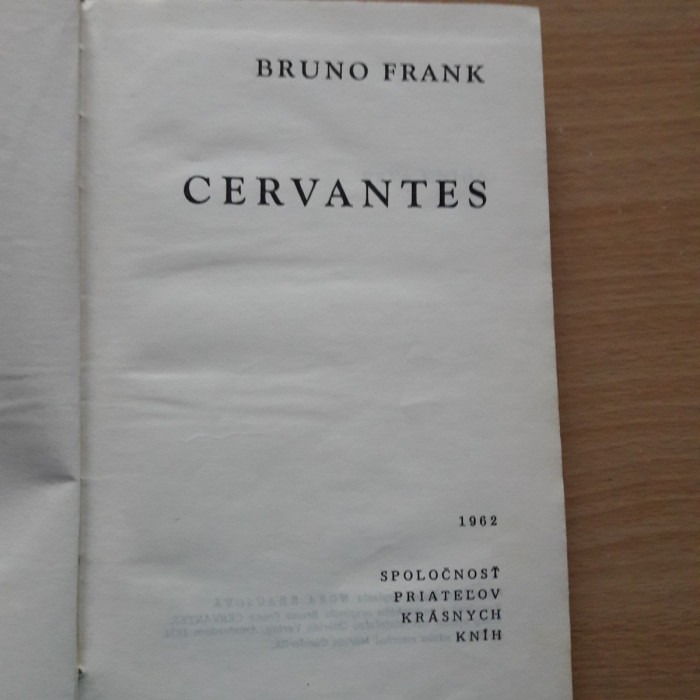 BRUNO FRANK
CERVANTES
1962
SPOLOČNOSŤ
PRIATEĽOV
KRÁSNYCH
KNÍH